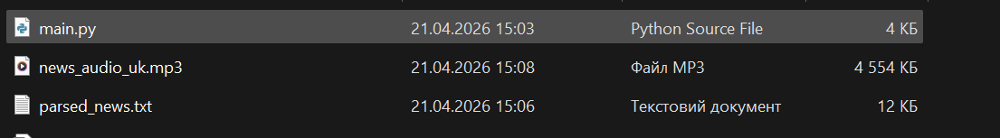 main.py 21.04.2026 15:03 Python Source File 4 КБ
news_audio_uk.mp3 21.04.2026 15:08 Файл MP3 4 554 КБ
parsed_news.txt 21.04.2026 15:06 Текстовий документ 12 КБ